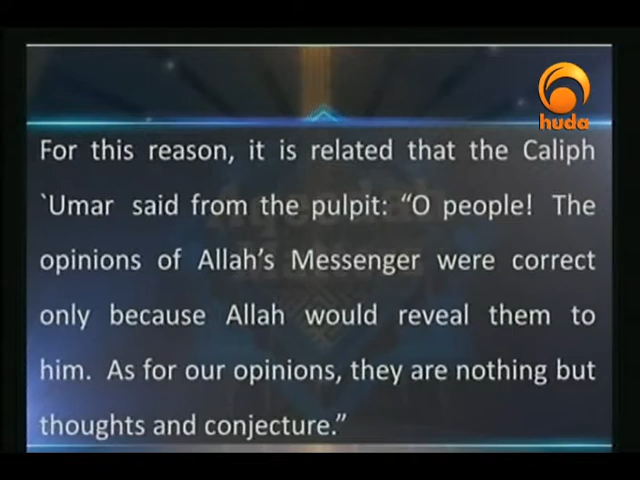 huda
For this reason, it is related that the Caliph
`Umar said from the pulpit: “O people! The
opinions of Allah’s Messenger were correct
only because Allah would reveal them to
him. As for our opinions, they are nothing but
thoughts and conjecture.”